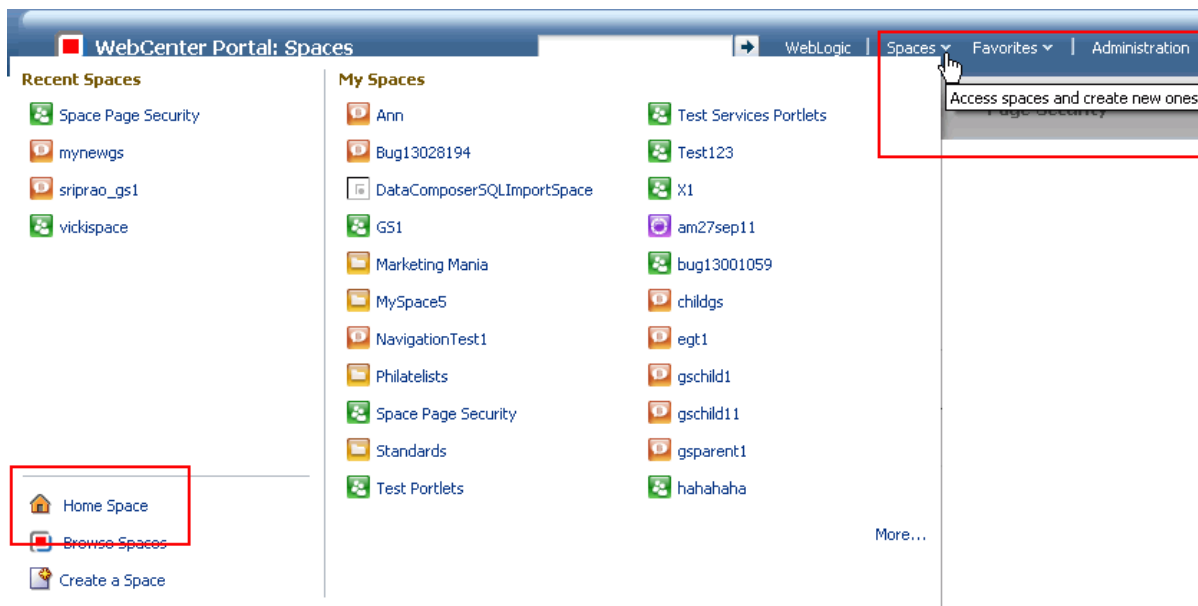 WebCenter Portal: Spaces
WebLogic | Spaces Favorites | Administration
Access spaces and create new ones
Page Security
Recent Spaces
Space Page Security
mynewgs
sriprao_gs1
vickispace
Home Space
Browse Spaces
Create a Space
My Spaces
Ann
Bug13028194
DataComposerSQLImportSpace
GS1
Marketing Mania
MySpace5
NavigationTest1
Philatelists
Space Page Security
Standards
Test Portlets
Test Services Portlets
Test123
X1
am27sep11
bug13001059
childgs
egt1
gschild1
gschild11
gsparent1
hahahaha
More...